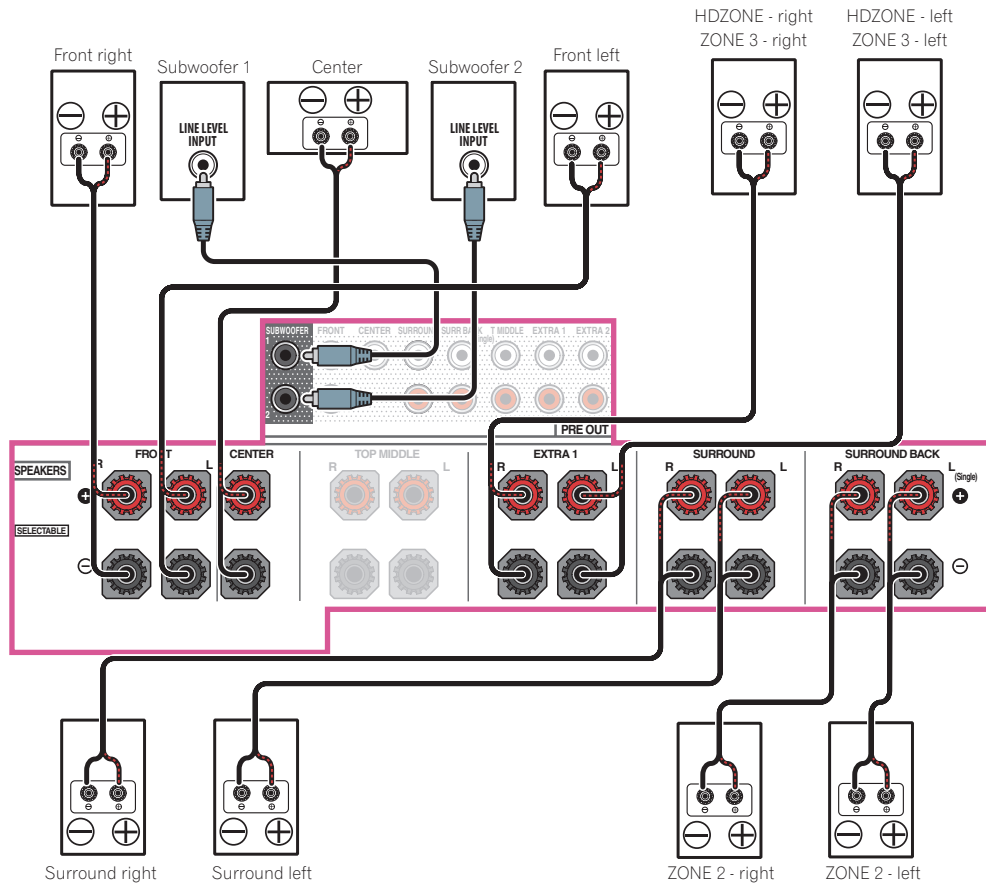 HDZONE - right
ZONE 3 - right
HDZONE - left
ZONE 3 - left
Front right
Subwoofer 1
Center
Subwoofer 2
Front left
LINE LEVEL
INPUT
LINE LEVEL
INPUT
SUBWOOFER FRONT CENTER SURROUND SURR BACK T MIDDLE EXTRA 1 EXTRA 2
1
2
PRE OUT
SPEAKERS
FRONT
R L
CENTER
TOP MIDDLE
R L
EXTRA 1
R L
SURROUND
R L
SURROUND BACK
R L
(Single)
SELECTABLE
Surround right
Surround left
ZONE 2 - right
ZONE 2 - left